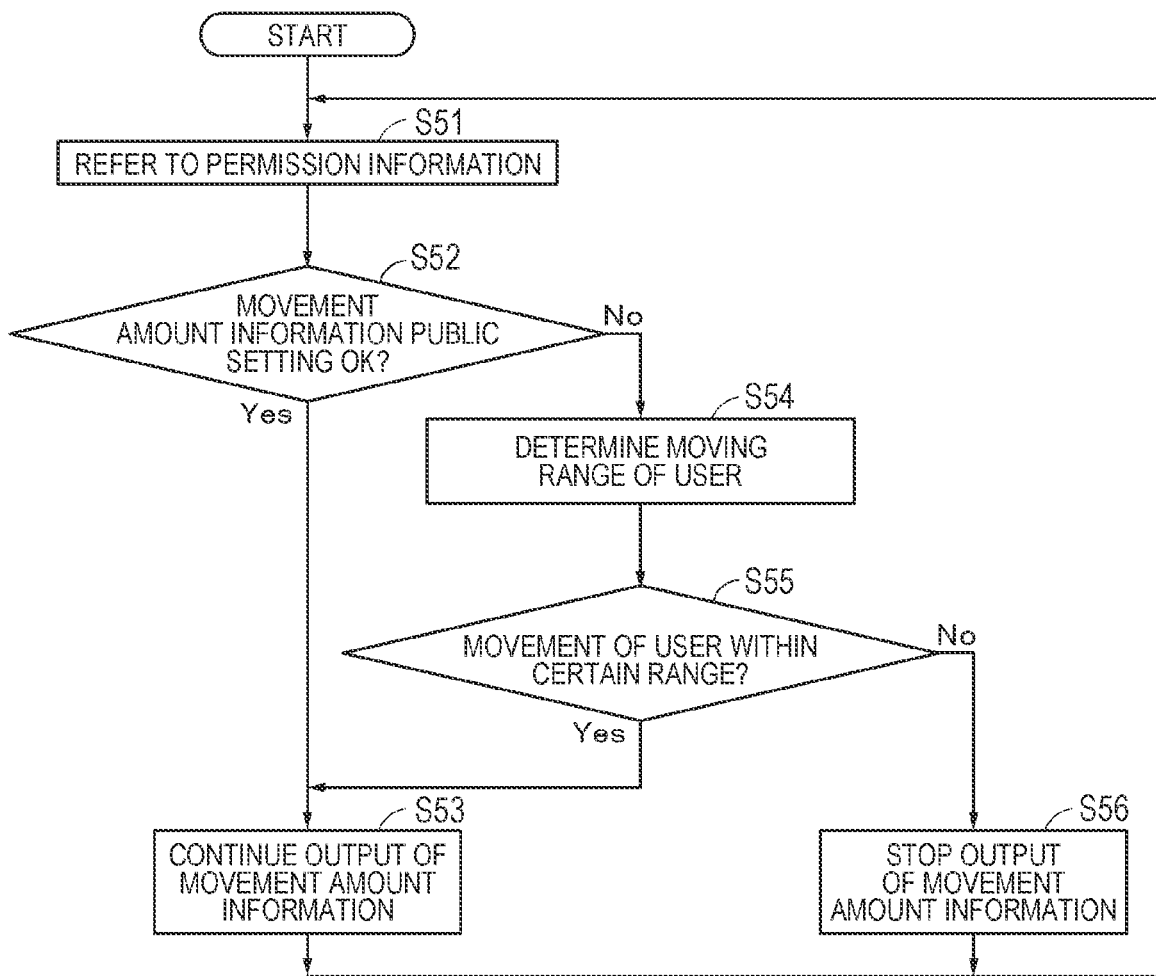 START
S51
REFER TO PERMISSION INFORMATION
S52
MOVEMENT
AMOUNT INFORMATION PUBLIC
SETTING OK?
No
Yes
S54
DETERMINE MOVING
RANGE OF USER
S55
MOVEMENT OF USER WITHIN
CERTAIN RANGE?
No
Yes
S53
CONTINUE OUTPUT OF
MOVEMENT AMOUNT
INFORMATION
S56
STOP OUTPUT
OF MOVEMENT
AMOUNT INFORMATION